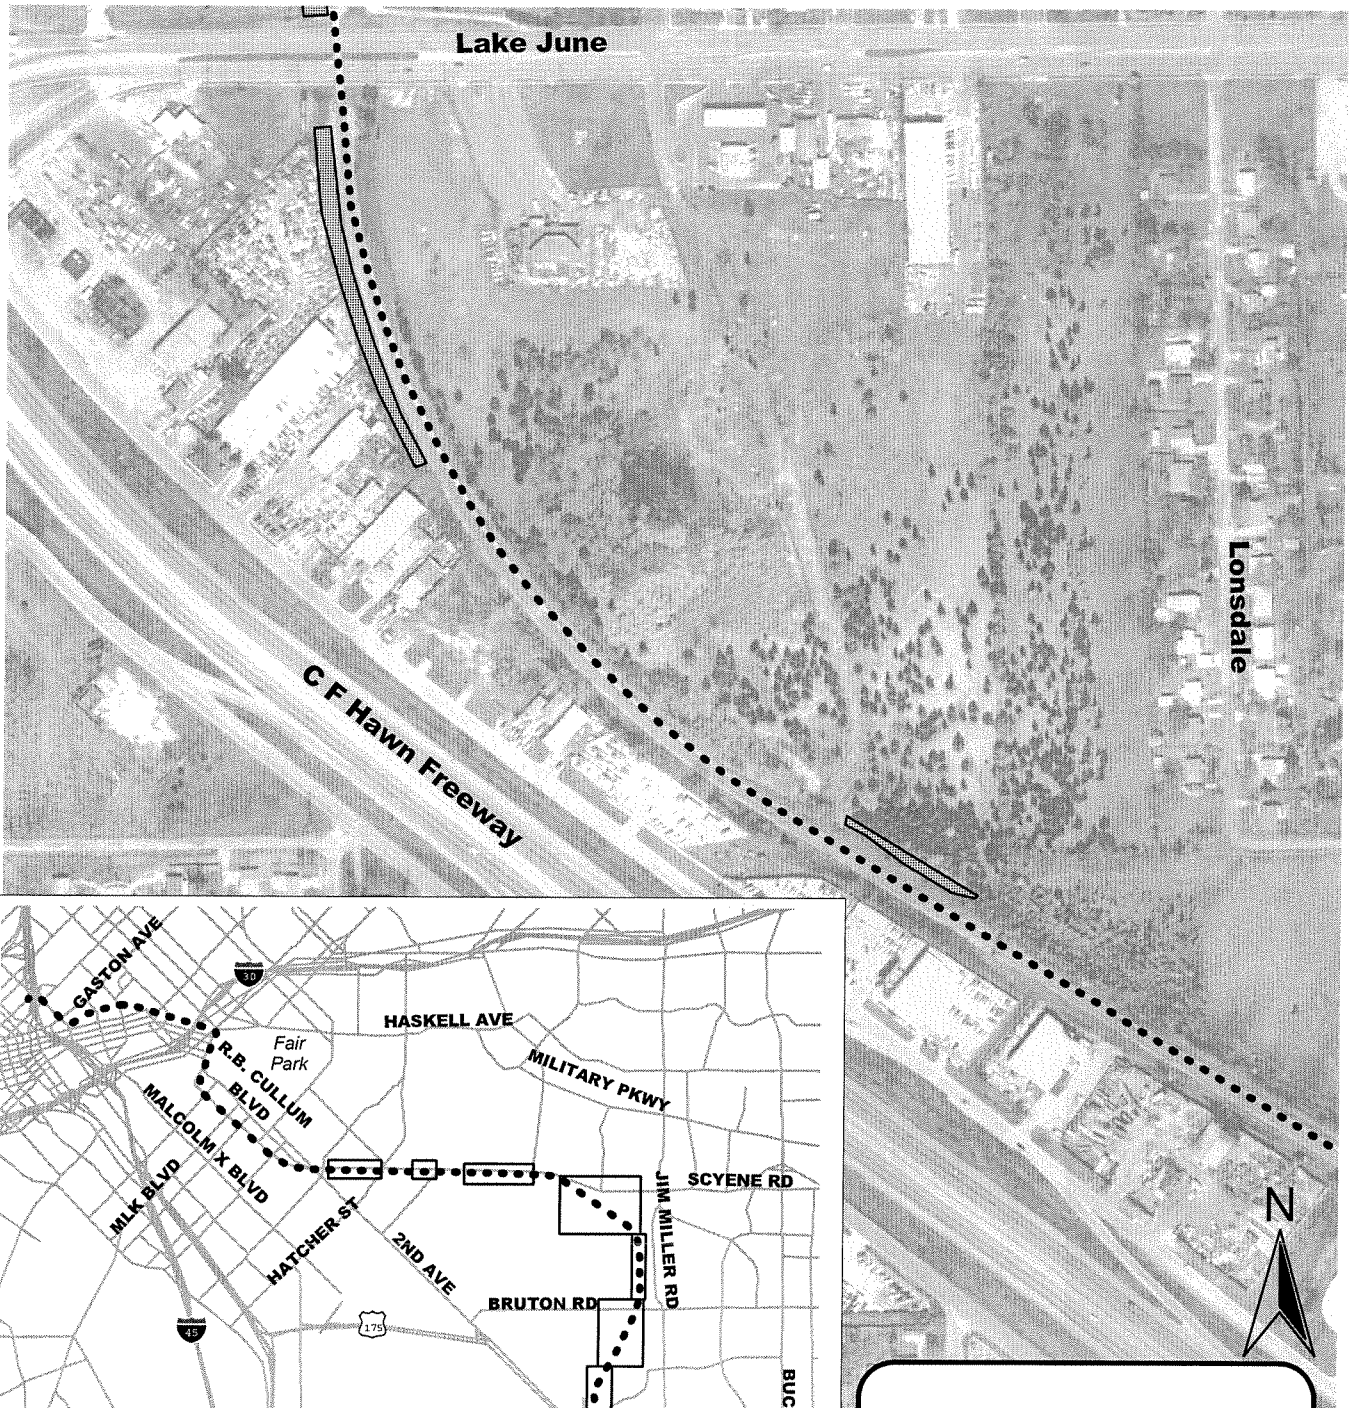 Lake June
Lonsdale
C F Hawn Freeway
GASTON AVE
30
HASKELL AVE
Fair
Park
R.B. CULLUM
BLVD
MILITARY PKWY
MALCOLM X BLVD
MLK BLVD
SCYENE RD
JIM MILLER RD
HATCHER ST
2ND AVE
BRUTON RD
175
45
BUC
N